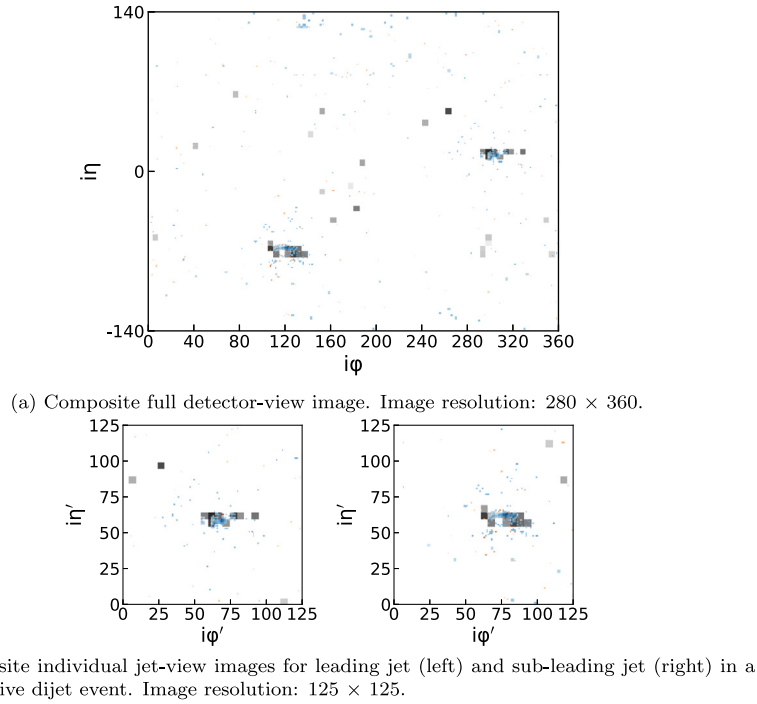 140
0
-140
iη
0 40 80 120 160 200 240 280 320 360
iφ
(a) Composite full detector-view image. Image resolution: 280 × 360.
125
100
75
50
25
0
iη′
0 25 50 75 100 125
iφ′
125
100
75
50
25
0
iη′
0 25 50 75 100 125
iφ′
site individual jet-view images for leading jet (left) and sub-leading jet (right) in a
ive dijet event. Image resolution: 125 × 125.